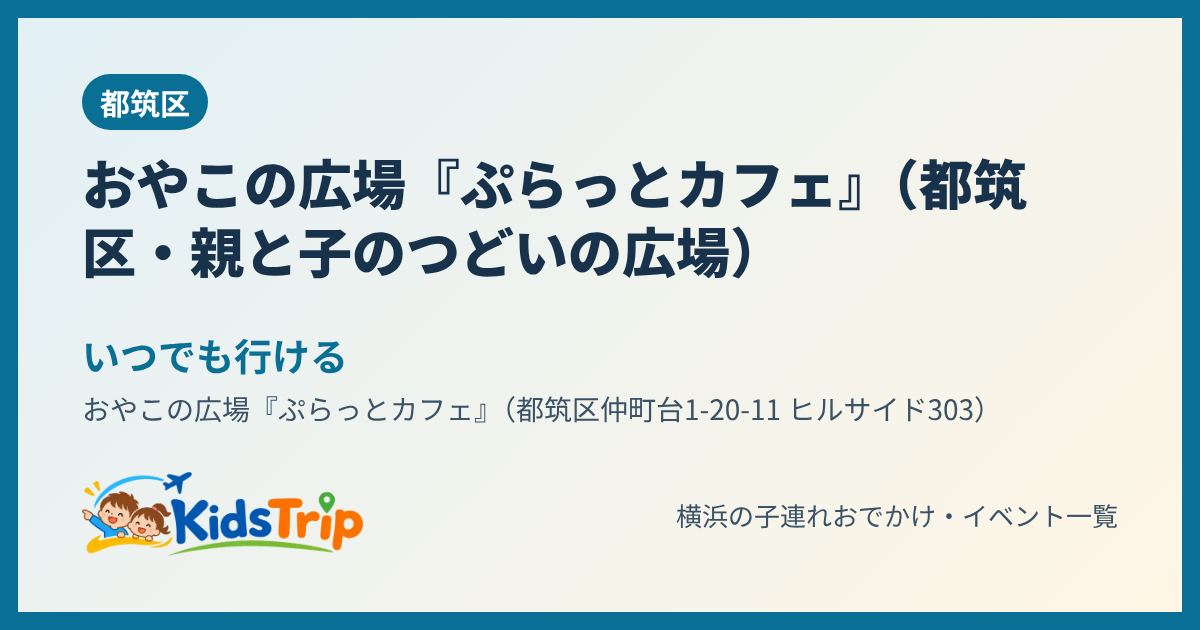 都筑区
おやこの広場『ぷらっとカフェ』（都筑
区・親と子のつどいの広場）
いつでも行ける
おやこの広場『ぷらっとカフェ』（都筑区仲町台1-20-11 ヒルサイド303）
KidsTrip
横浜の子連れおでかけ・イベント一覧